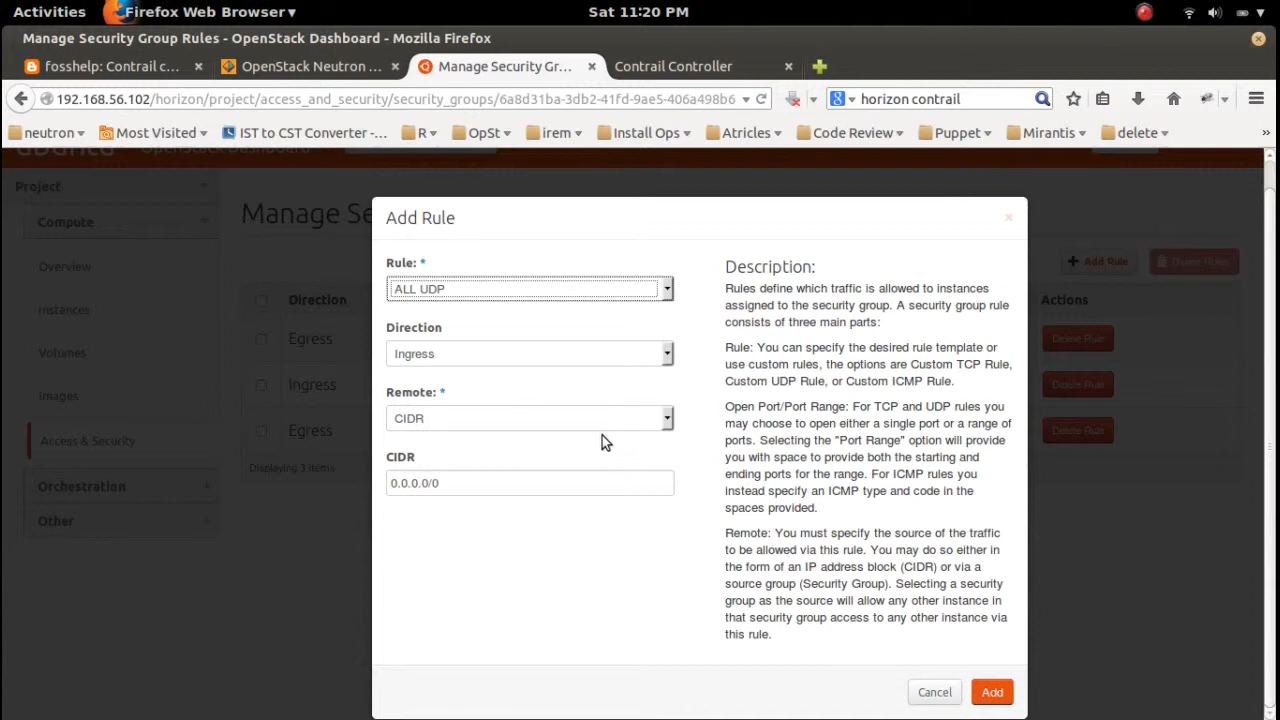 Activities Firefox Web Browser ▾ Sat 11:20 PM
Manage Security Group Rules - OpenStack Dashboard - Mozilla Firefox
fosshelp: Contrail c... OpenStack Neutron ... Manage Security Gr... Contrail Controller
192.168.56.102/horizon/project/access_and_security/security_groups/6a8d31ba-3db2-41fd-9ae5-406a498b6 horizon contrail
neutron Most Visited IST to CST Converter -... R OpSt irem Install Ops Atricles Code Review Puppet Mirantis delete »
Project
Compute
Overview
Instances
Volumes
Images
Access & Security
Orchestration
Other
Manage Se
Add Rule
Direction Actions
Egress Delete Rule
Ingress Delete Rule
Egress Delete Rule
Displaying 3 items
Add Rule ×
Rule: *
ALL UDP
Direction
Ingress
Remote: *
CIDR
CIDR
0.0.0.0/0
Description:
Rules define which traffic is allowed to instances
assigned to the security group. A security group rule
consists of three main parts:
Rule: You can specify the desired rule template or
use custom rules, the options are Custom TCP Rule,
Custom UDP Rule, or Custom ICMP Rule.
Open Port/Port Range: For TCP and UDP rules you
may choose to open either a single port or a range of
ports. Selecting the "Port Range" option will provide
you with space to provide both the starting and
ending ports for the range. For ICMP rules you
instead specify an ICMP type and code in the
spaces provided.
Remote: You must specify the source of the traffic
to be allowed via this rule. You may do so either in
the form of an IP address block (CIDR) or via a
source group (Security Group). Selecting a security
group as the source will allow any other instance in
that security group access to any other instance via
this rule.
Cancel Add